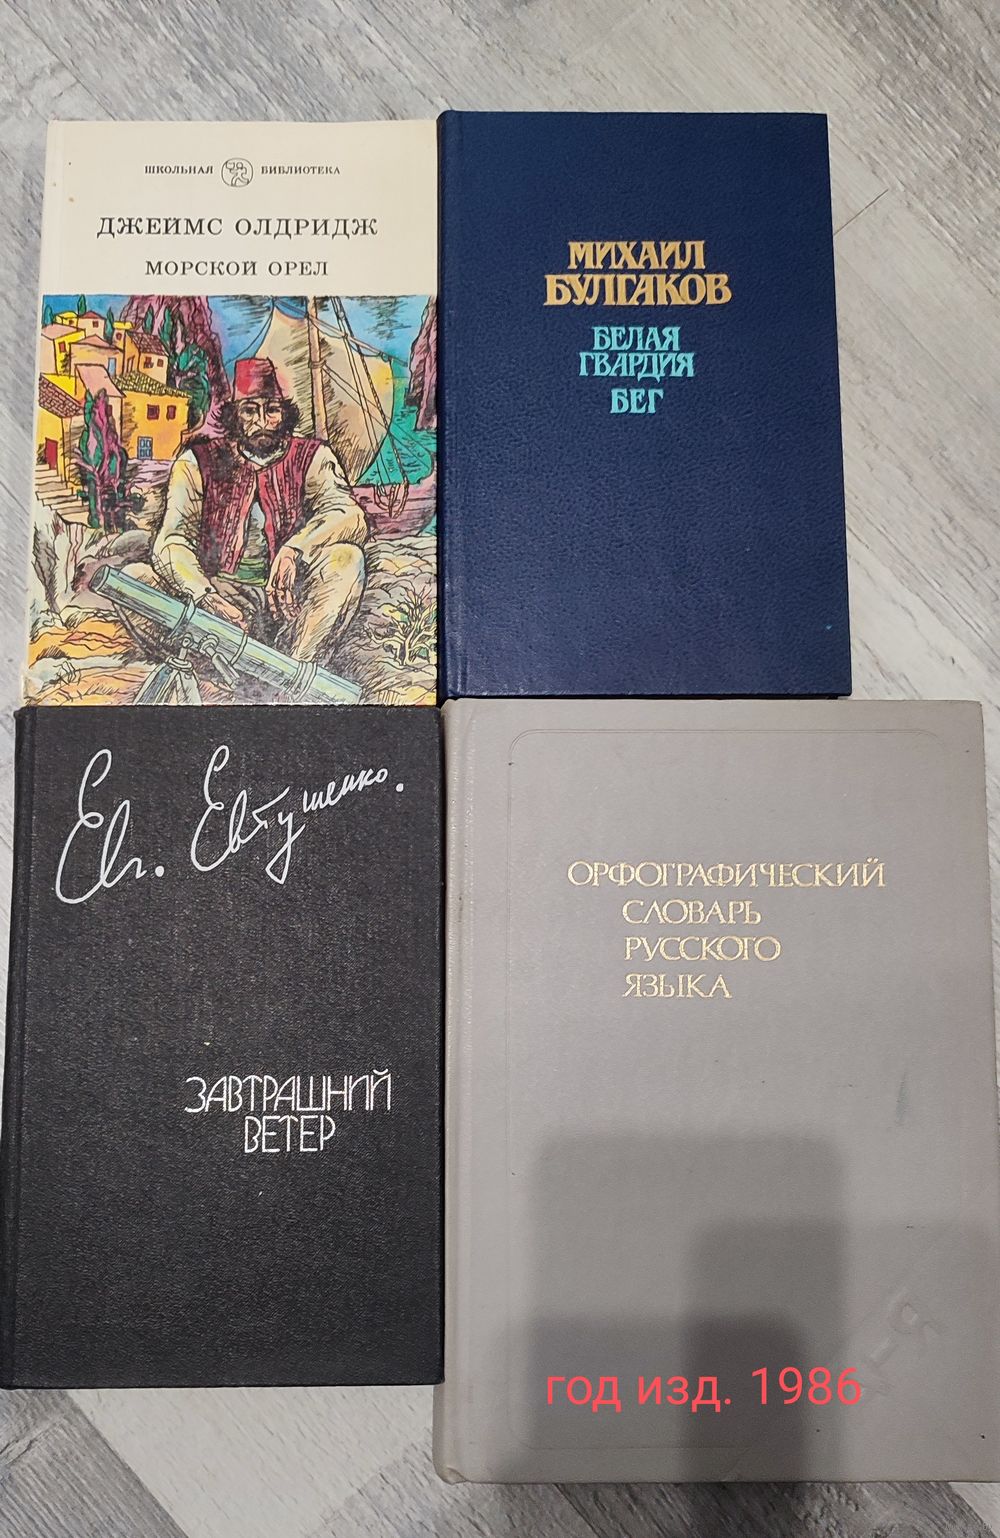 ШКОЛЬНАЯ БИБЛИОТЕКА
ДЖЕЙМС ОЛДРИДЖ
МОРСКОЙ ОРЕЛ
МИХАИЛ
БУЛГАКОВ
БЕЛАЯ
ГВАРДИЯ
БЕГ
Евг. Евтушенко.
ЗАВТРАШНИЙ
ВЕТЕР
ОРФОГРАФИЧЕСКИЙ
СЛОВАРЬ
РУССКОГО
ЯЗЫКА
год изд. 1986